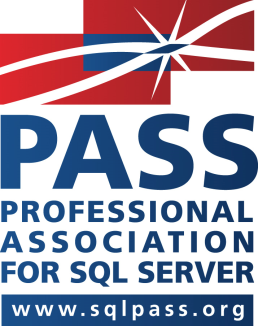 PASS
PROFESSIONAL
ASSOCIATION
FOR SQL SERVER
www.sqlpass.org